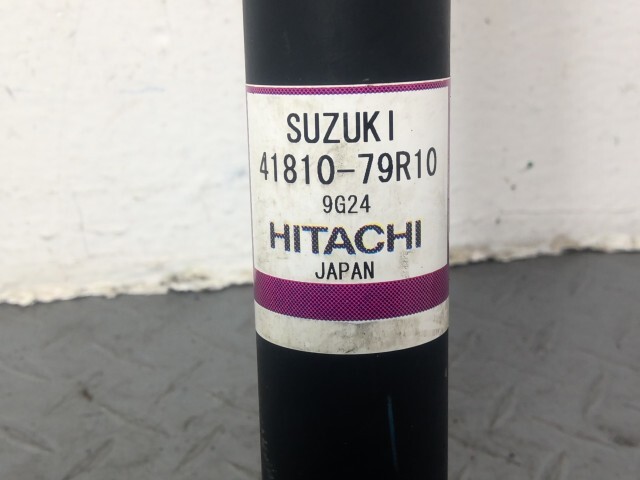 SUZUKI
41810-79R10
9G24
HITACHI
JAPAN